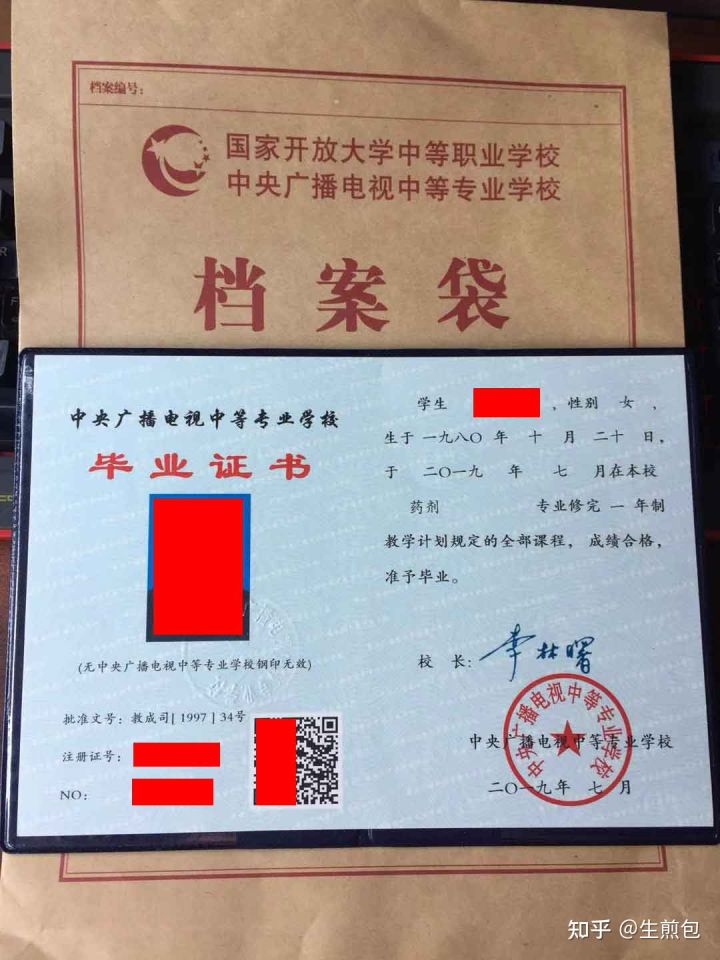 档案编号：
国家开放大学中等职业学校
中央广播电视中等专业学校
档案袋
中央广播电视中等专业学校
毕业证书
(无中央广播电视中等专业学校钢印无效)
批准文号：教成司[1997]34号
注册证号：
NO：
学生 ，性别 女 ，
生于一九八〇 年 十 月 二十 日，
于 二〇一九 年 七 月在本校
药剂 专业修完 一 年制
教学计划规定的全部课程， 成绩合格，
准予毕业。
校 长：李林曙
中央广播电视中等专业学校
中央广播电视中等专业学校
二〇一九年 七 月
知乎 @生煎包